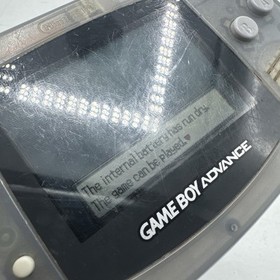 The internal battery has run dry.
The game can be played.
GAME BOY ADVANCE